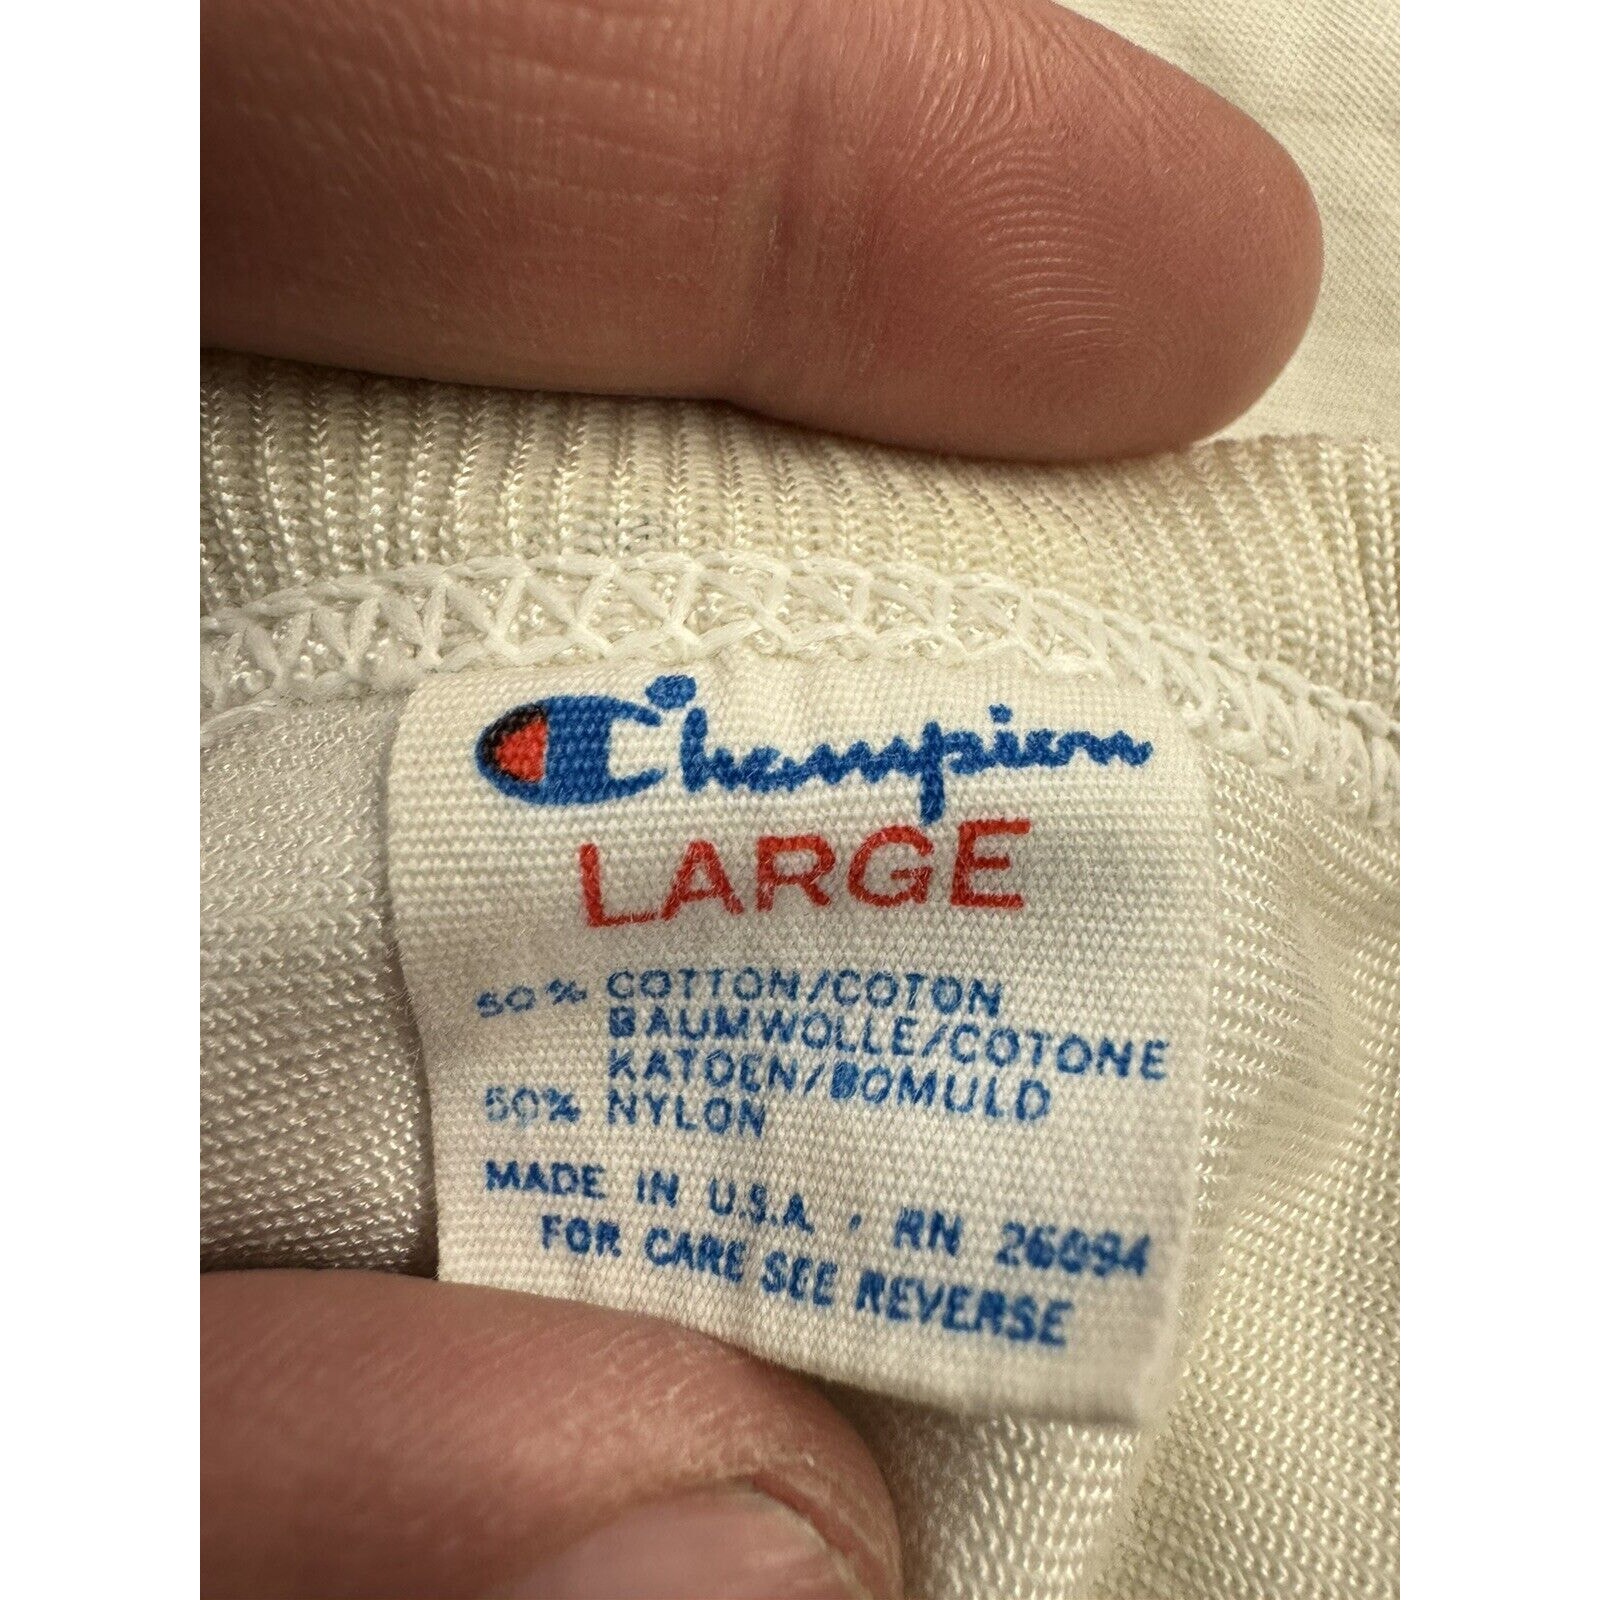 Champion
LARGE
50% COTTON/COTON
BAUMWOLLE/COTONE
KATOEN/BOMULD
50% NYLON
MADE IN U.S.A. · RN 26094
FOR CARE SEE REVERSE